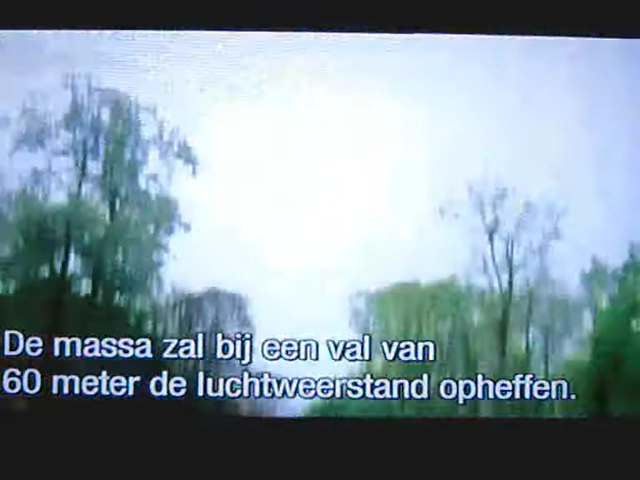 De massa zal bij een val van
60 meter de luchtweerstand opheffen.